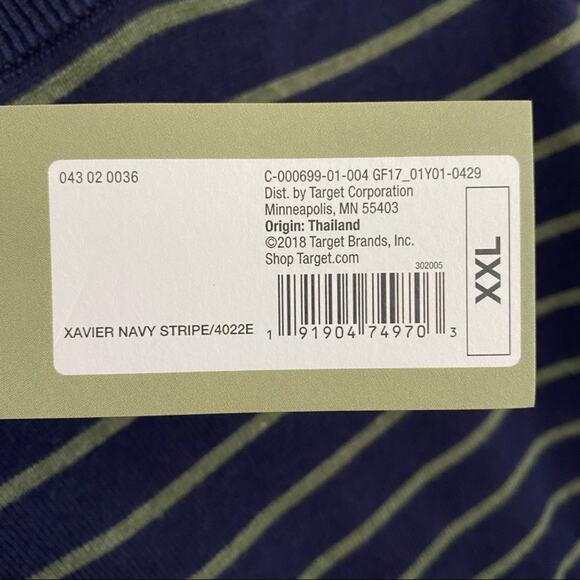 043 02 0036
C-000699-01-004 GF17_01Y01-0429
Dist. by Target Corporation
Minneapolis, MN 55403
Origin: Thailand
©2018 Target Brands, Inc.
Shop Target.com
302005
XAVIER NAVY STRIPE/4022E
1 91904 74970 3
XXL